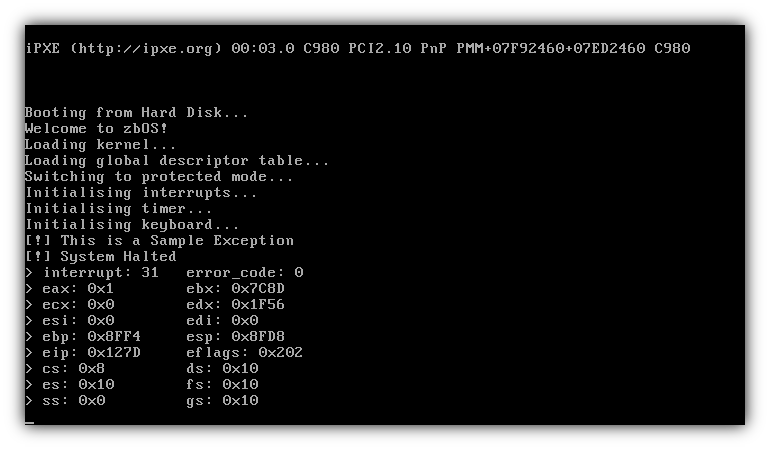 iPXE (http://ipxe.org) 00:03.0 C980 PCI2.10 PnP PMM+07F92460+07ED2460 C980
Booting from Hard Disk...
Welcome to zbOS!
Loading kernel...
Loading global descriptor table...
Switching to protected mode...
Initialising interrupts...
Initialising timer...
Initialising keyboard...
[!] This is a Sample Exception
[!] System Halted
> interrupt: 31   error_code: 0
> eax: 0x1        ebx: 0x7C8D
> ecx: 0x0        edx: 0x1F56
> esi: 0x0        edi: 0x0
> ebp: 0x8FF4     esp: 0x8FD8
> eip: 0x127D     eflags: 0x202
> cs: 0x8         ds: 0x10
> es: 0x10        fs: 0x10
> ss: 0x0         gs: 0x10